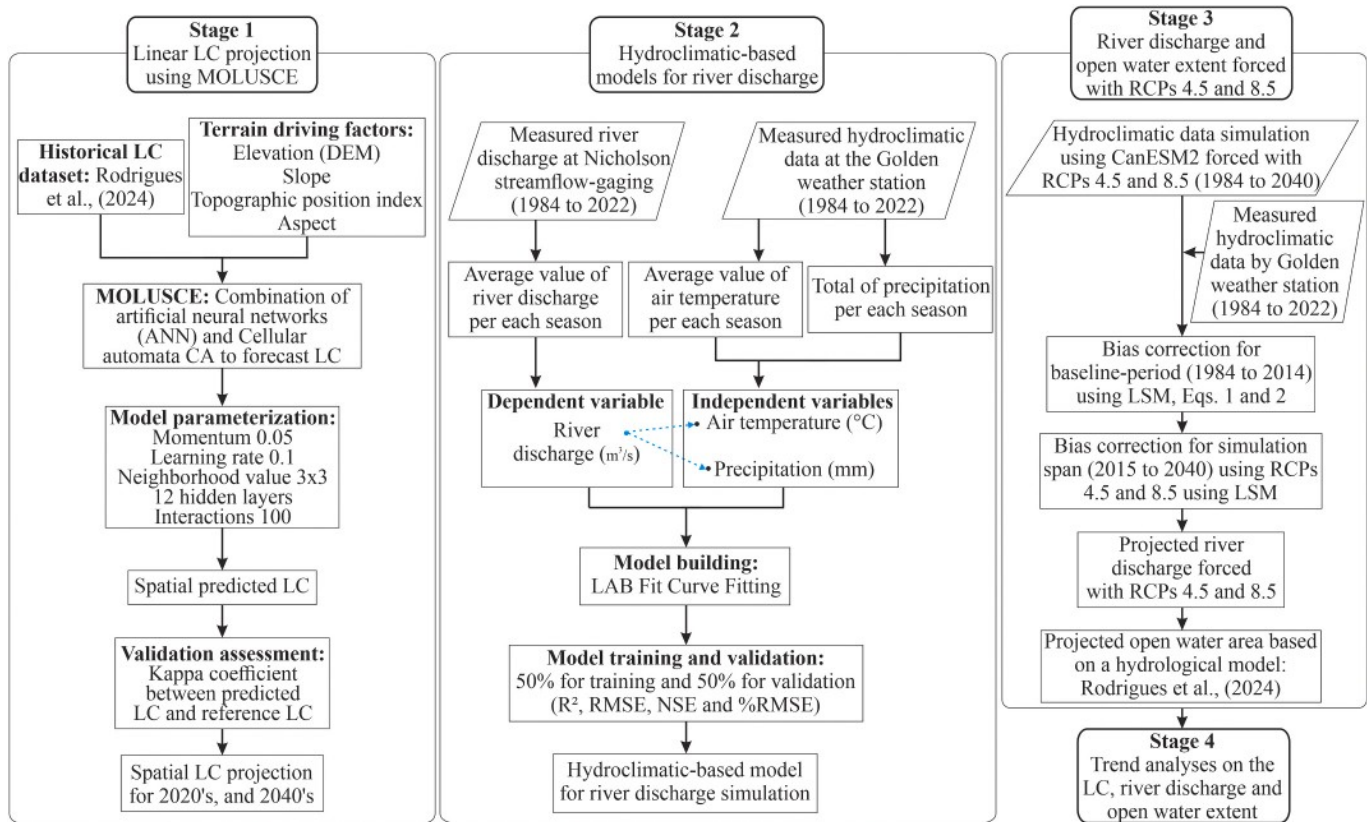 Stage 1
Linear LC projection
using MOLUSCE
Historical LC
dataset: Rodrigues
et al., (2024)
Terrain driving factors:
Elevation (DEM)
Slope
Topographic position index
Aspect
MOLUSCE: Combination of
artificial neural networks
(ANN) and Cellular
automata CA to forecast LC
Model parameterization:
Momentum 0.05
Learning rate 0.1
Neighborhood value 3x3
12 hidden layers
Interactions 100
Spatial predicted LC
Validation assessment:
Kappa coefficient
between predicted
LC and reference LC
Spatial LC projection
for 2020's, and 2040's
Stage 2
Hydroclimatic-based
models for river discharge
Measured river
discharge at Nicholson
streamflow-gaging
(1984 to 2022)
Measured hydroclimatic
data at the Golden
weather station
(1984 to 2022)
Average value of
river discharge
per each season
Average value of
air temperature
per each season
Total of precipitation
per each season
Dependent variable
River
discharge (m³/s)
Independent variables
Air temperature (°C)
Precipitation (mm)
Model building:
LAB Fit Curve Fitting
Model training and validation:
50% for training and 50% for validation
(R², RMSE, NSE and %RMSE)
Hydroclimatic-based model
for river discharge simulation
Stage 3
River discharge and
open water extent forced
with RCPs 4.5 and 8.5
Hydroclimatic data simulation
using CanESM2 forced with
RCPs 4.5 and 8.5 (1984 to 2040)
Measured
hydroclimatic
data by Golden
weather station
(1984 to 2022)
Bias correction for
baseline-period (1984 to 2014)
using LSM, Eqs. 1 and 2
Bias correction for simulation
span (2015 to 2040) using RCPs
4.5 and 8.5 using LSM
Projected river
discharge forced
with RCPs 4.5 and 8.5
Projected open water area based
on a hydrological model:
Rodrigues et al., (2024)
Stage 4
Trend analyses on the
LC, river discharge and
open water extent